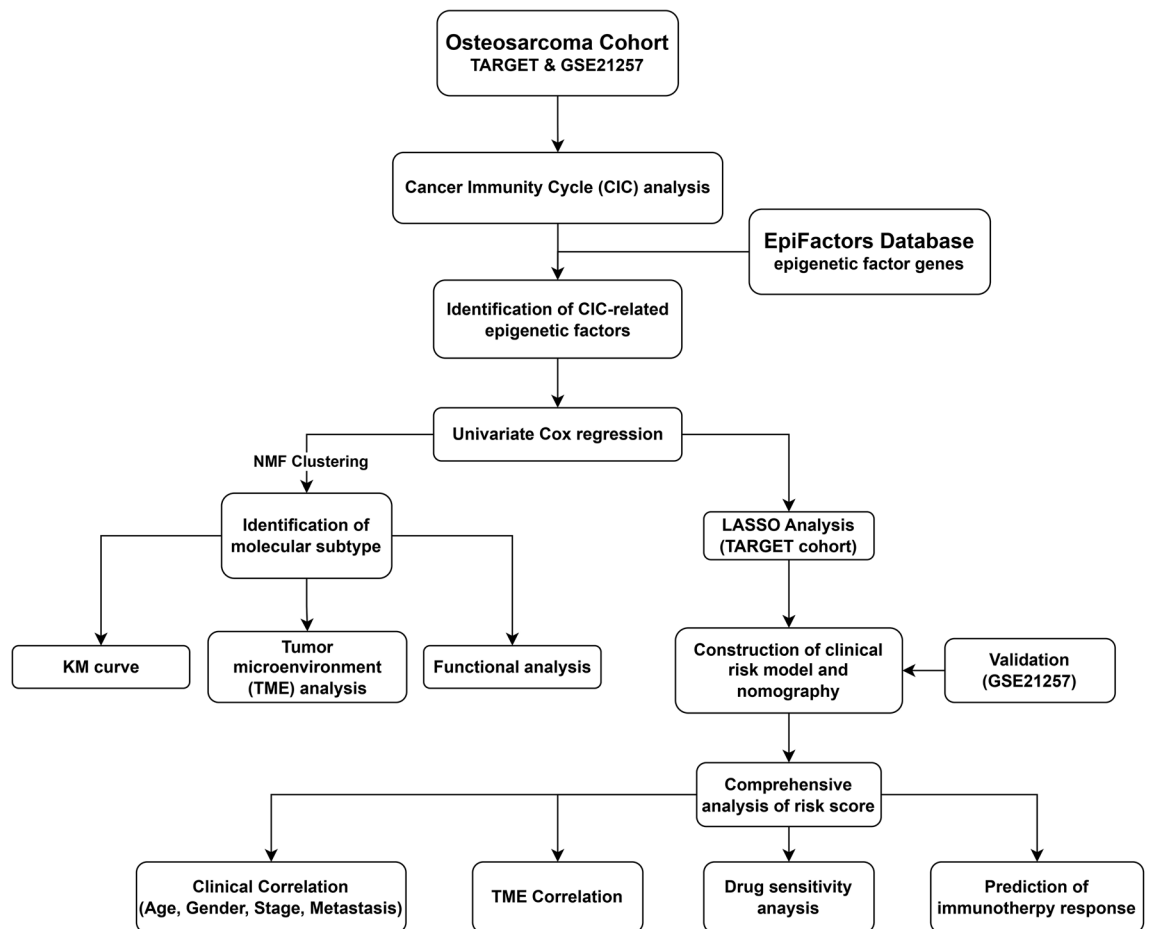 Osteosarcoma Cohort
TARGET & GSE21257
Cancer Immunity Cycle (CIC) analysis
EpiFactors Database
epigenetic factor genes
Identification of CIC-related
epigenetic factors
Univariate Cox regression
NMF Clustering
Identification of
molecular subtype
LASSO Analysis
(TARGET cohort)
KM curve
Tumor
microenvironment
(TME) analysis
Functional analysis
Construction of clinical
risk model and
nomography
Validation
(GSE21257)
Comprehensive
analysis of risk score
Clinical Correlation
(Age, Gender, Stage, Metastasis)
TME Correlation
Drug sensitivity
anaysis
Prediction of
immunotherpy response